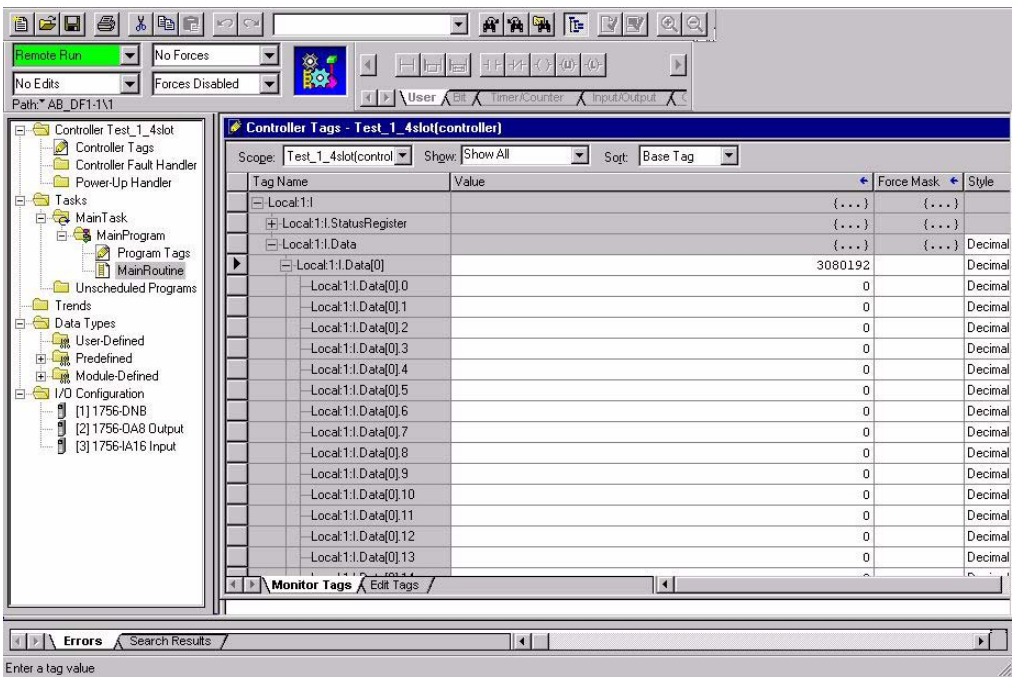 Remote Run
No Forces
No Edits
Forces Disabled
Path:* AB_DF1-1\1
User
Bit
Timer/Counter
Input/Output
Controller Test_1_4slot
Controller Tags
Controller Fault Handler
Power-Up Handler
Tasks
MainTask
MainProgram
Program Tags
MainRoutine
Unscheduled Programs
Trends
Data Types
User-Defined
Predefined
Module-Defined
I/O Configuration
[1] 1756-DNB
[2] 1756-OA8 Output
[3] 1756-IA16 Input
Controller Tags - Test_1_4slot(controller)
Scope: Test_1_4slot(control Show: Show All Sort: Base Tag
Tag Name Value Force Mask Style
Local:1:I {...} {...}
Local:1:I.StatusRegister {...} {...}
Local:1:I.Data {...} {...} Decimal
Local:1:I.Data[0] 3080192 Decimal
Local:1:I.Data[0].0 0 Decimal
Local:1:I.Data[0].1 0 Decimal
Local:1:I.Data[0].2 0 Decimal
Local:1:I.Data[0].3 0 Decimal
Local:1:I.Data[0].4 0 Decimal
Local:1:I.Data[0].5 0 Decimal
Local:1:I.Data[0].6 0 Decimal
Local:1:I.Data[0].7 0 Decimal
Local:1:I.Data[0].8 0 Decimal
Local:1:I.Data[0].9 0 Decimal
Local:1:I.Data[0].10 0 Decimal
Local:1:I.Data[0].11 0 Decimal
Local:1:I.Data[0].12 0 Decimal
Local:1:I.Data[0].13 0 Decimal
Monitor Tags Edit Tags
Errors Search Results
Enter a tag value